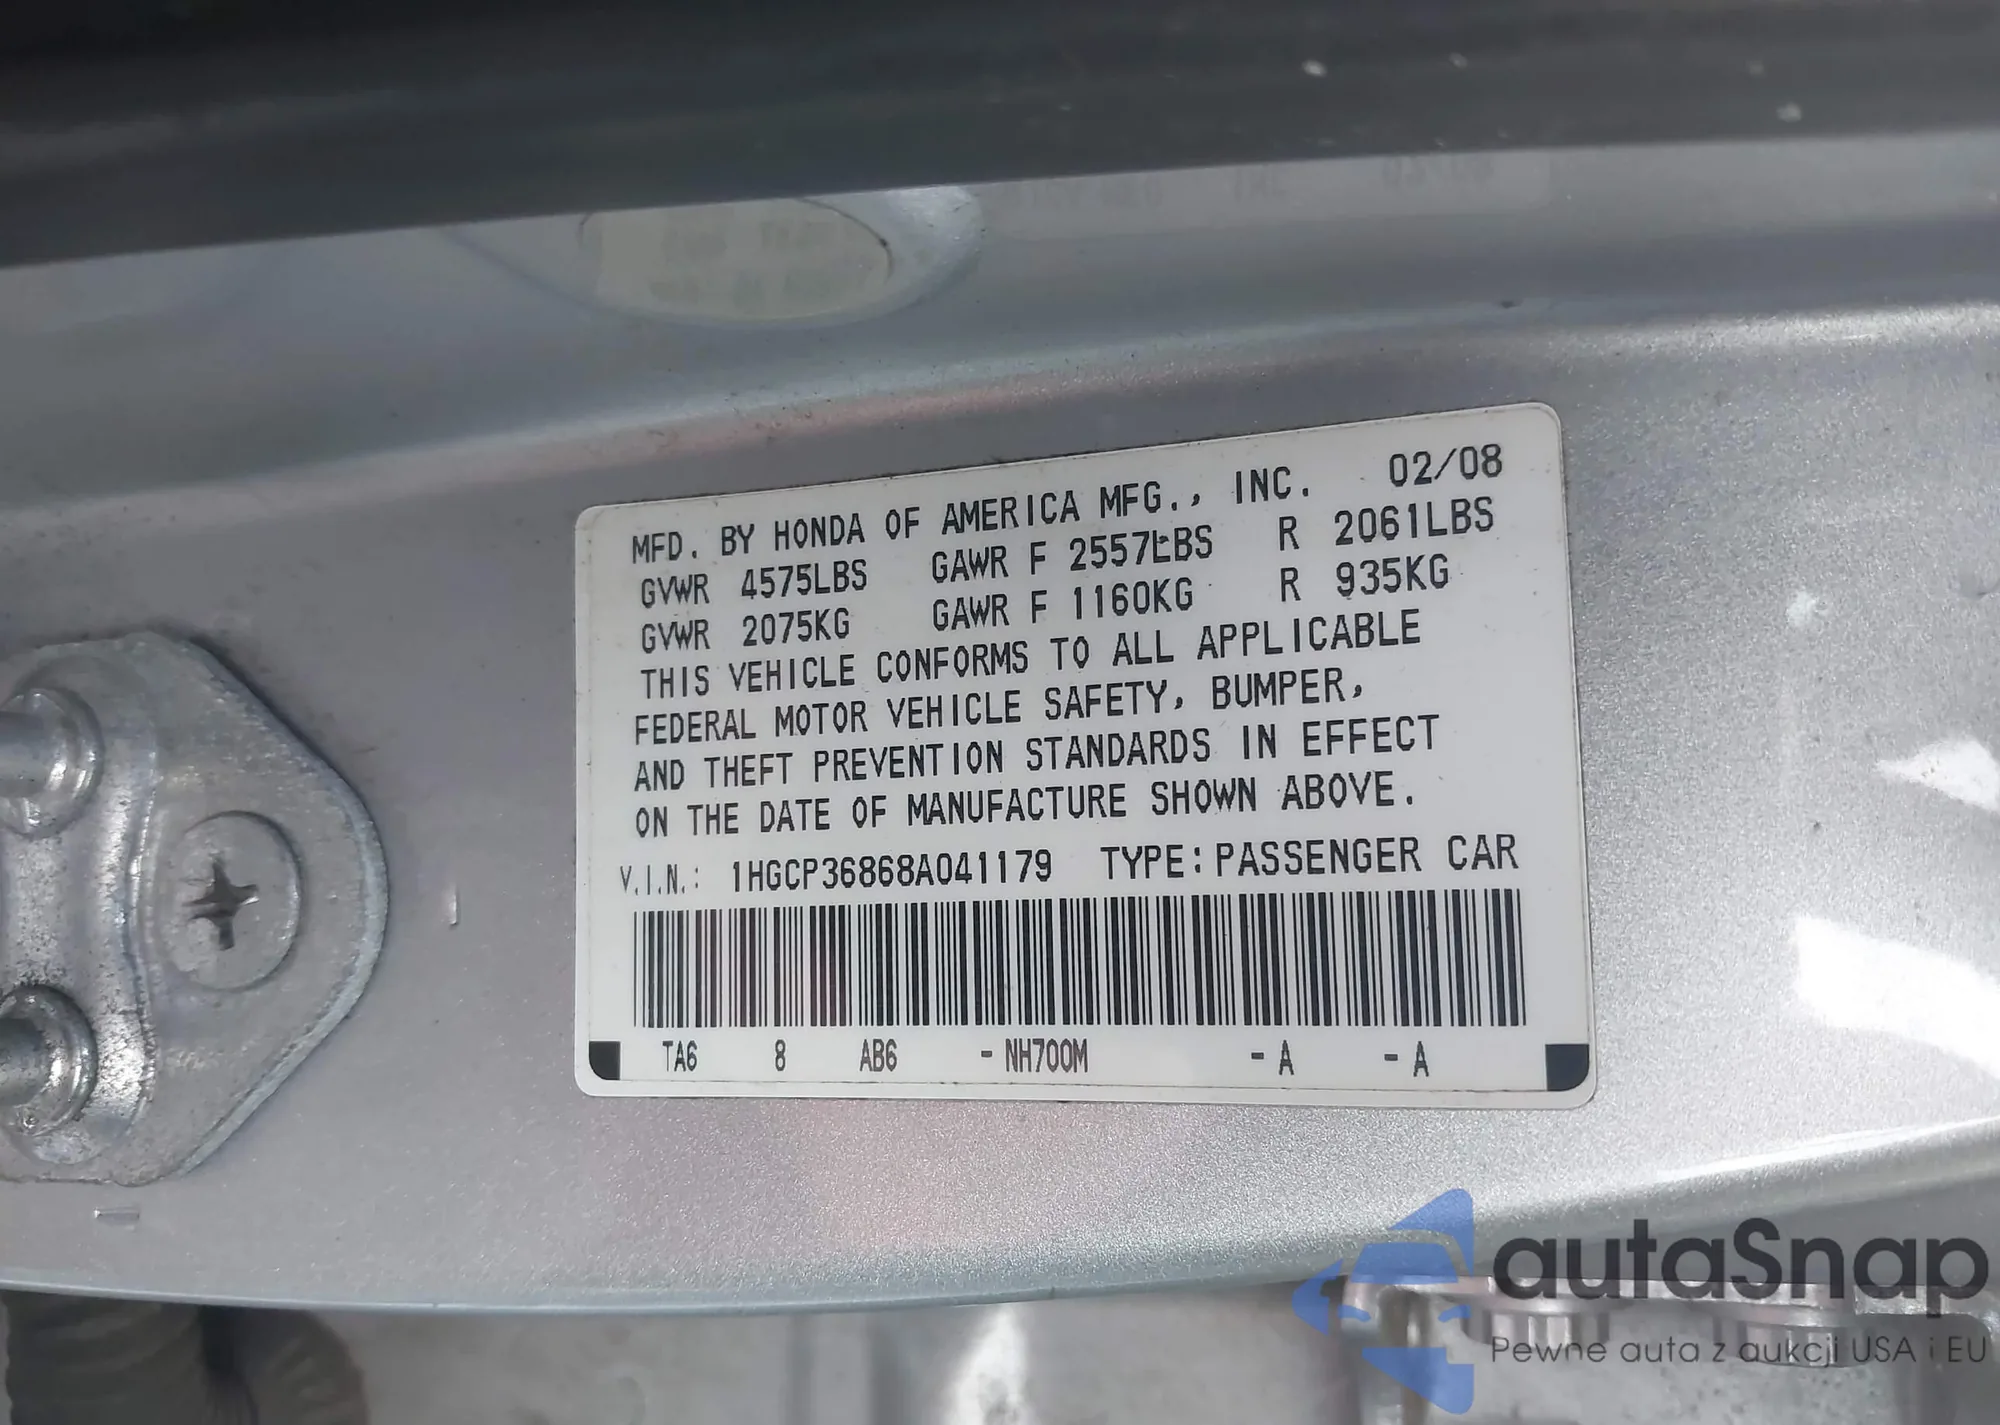 MFD. BY HONDA OF AMERICA MFG., INC. 02/08
GVWR 4575LBS GAWR F 2557LBS R 2061LBS
GVWR 2075KG GAWR F 1160KG R 935KG
THIS VEHICLE CONFORMS TO ALL APPLICABLE
FEDERAL MOTOR VEHICLE SAFETY, BUMPER,
AND THEFT PREVENTION STANDARDS IN EFFECT
ON THE DATE OF MANUFACTURE SHOWN ABOVE.
V.I.N.: 1HGCP36868A041179 TYPE: PASSENGER CAR
TA6 8 AB6 - NH700M - A - A
autaSnap
Pewne auta z aukcji USA i EU